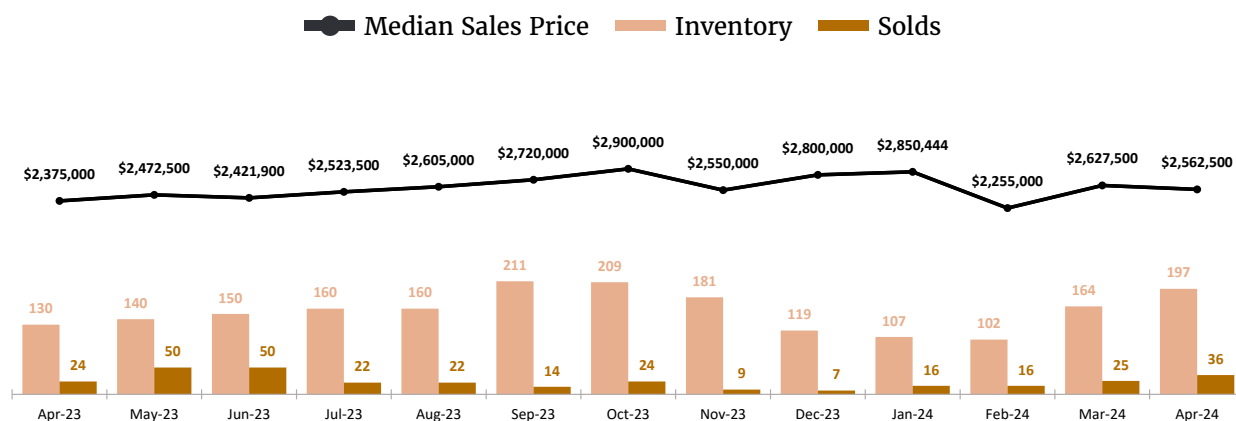 Median Sales Price Inventory Solds
$2,375,000 $2,472,500 $2,421,900 $2,523,500 $2,605,000 $2,720,000 $2,900,000 $2,550,000 $2,800,000 $2,850,444 $2,255,000 $2,627,500 $2,562,500
130 140 150 160 160 211 209 181 119 107 102 164 197
24 50 50 22 22 14 24 9 7 16 16 25 36
Apr-23 May-23 Jun-23 Jul-23 Aug-23 Sep-23 Oct-23 Nov-23 Dec-23 Jan-24 Feb-24 Mar-24 Apr-24